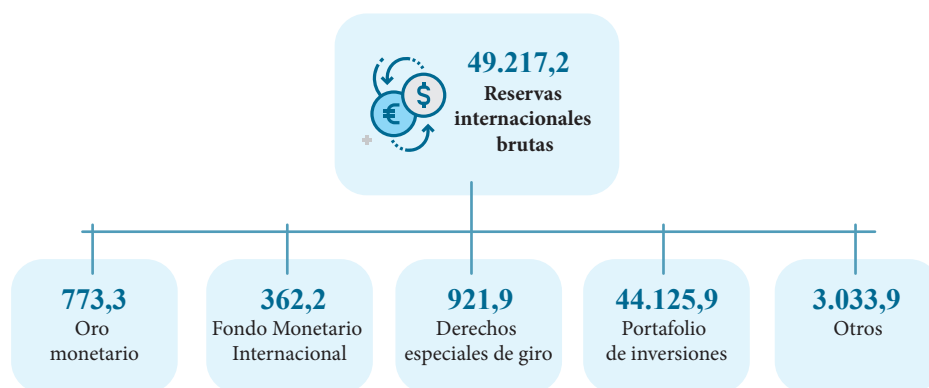 49.217,2
Reservas
internacionales
brutas
773,3
Oro
monetario
362,2
Fondo Monetario
Internacional
921,9
Derechos
especiales de giro
44.125,9
Portafolio
de inversiones
3.033,9
Otros